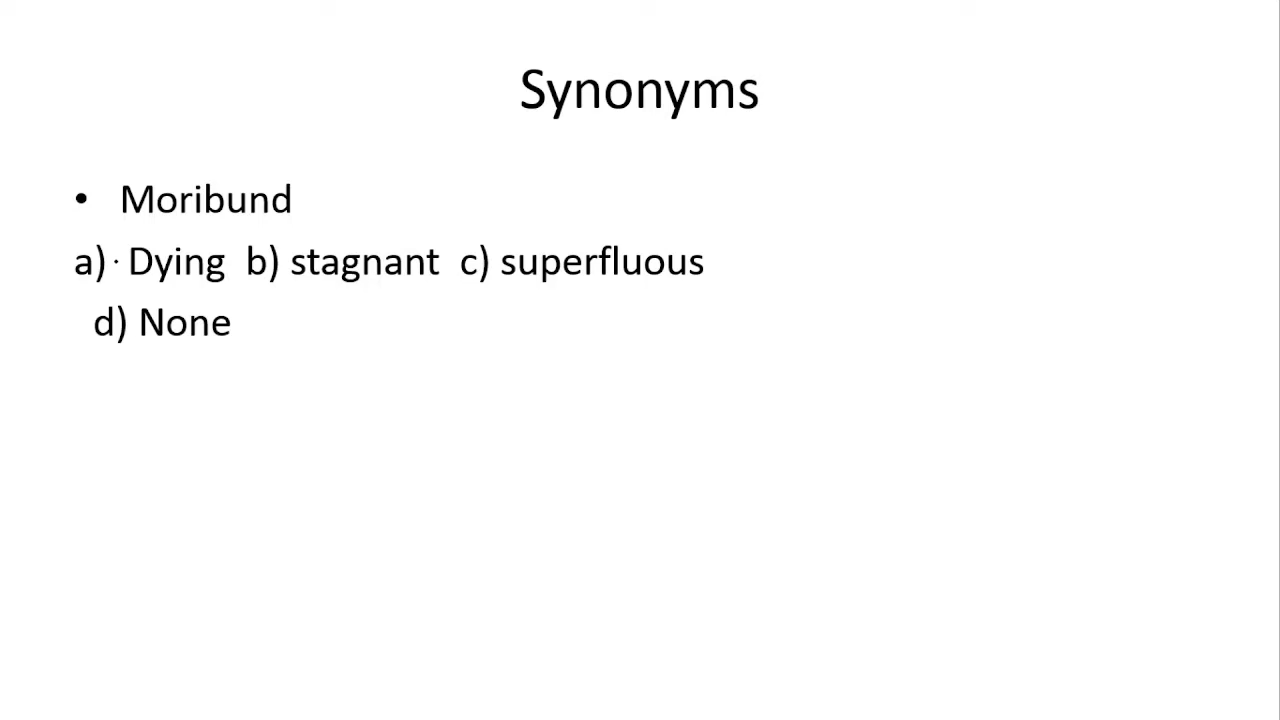 Synonyms
• Moribund
a) Dying b) stagnant c) superfluous
d) None